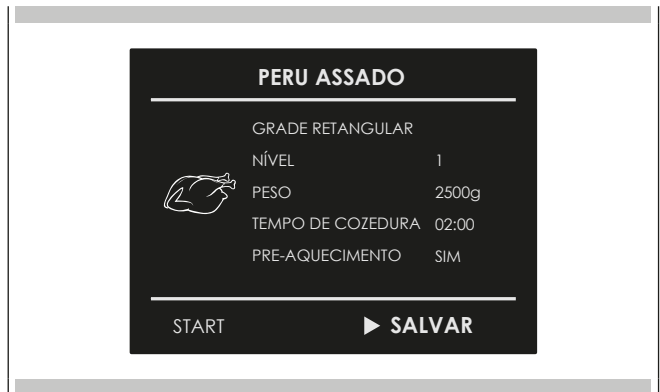 PERU ASSADO
GRADE RETANGULAR
NÍVEL 1
PESO 2500g
TEMPO DE COZEDURA 02:00
PRE-AQUECIMENTO SIM
START ▶ SALVAR